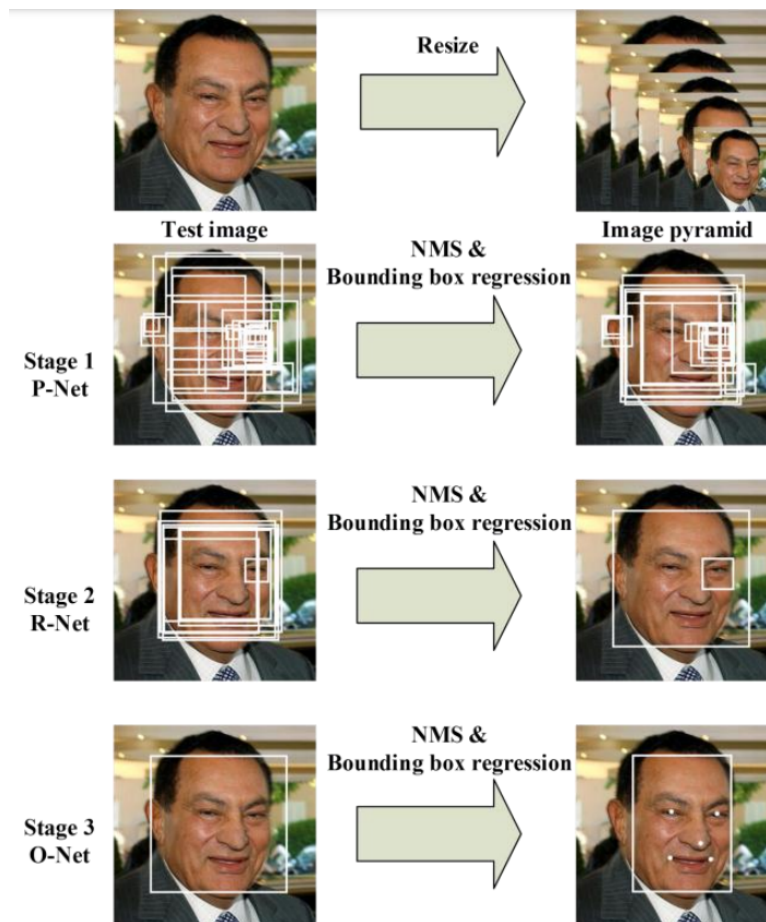 Resize
Test image
Image pyramid
NMS &
Bounding box regression
Stage 1
P-Net
NMS &
Bounding box regression
Stage 2
R-Net
NMS &
Bounding box regression
Stage 3
O-Net